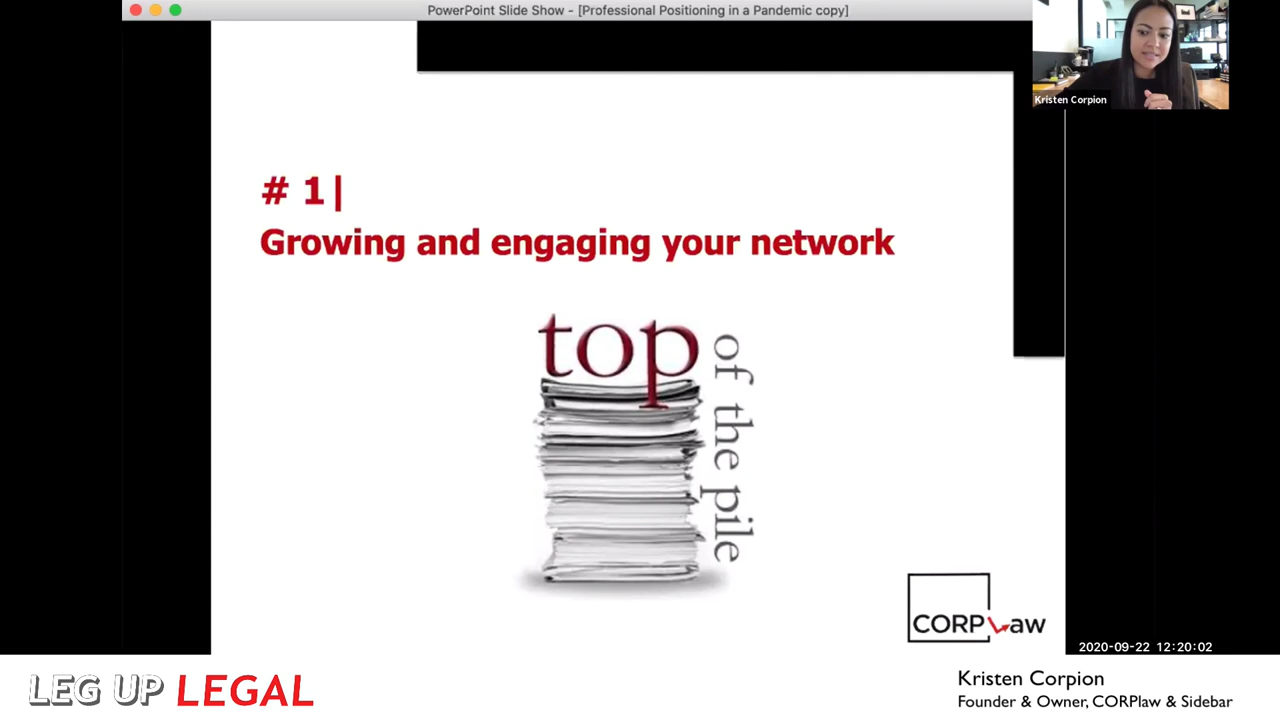 PowerPoint Slide Show - [Professional Positioning in a Pandemic copy]
Kristen Corpion
# 1|
Growing and engaging your network
top
of the pile
CORPLaw
2020-09-22 12:20:02
LEG UP LEGAL
Kristen Corpion
Founder & Owner, CORPlaw & Sidebar